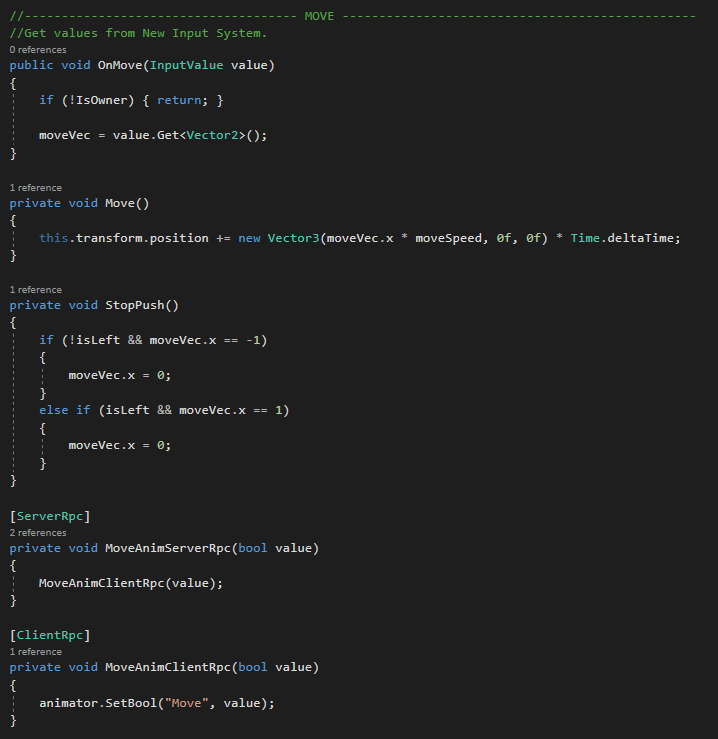 //------------------------------------- MOVE ------------------------------------------------
//Get values from New Input System.
0 references
public void OnMove(InputValue value)
{
    if (!IsOwner) { return; }
    moveVec = value.Get<Vector2>();
}
1 reference
private void Move()
{
    this.transform.position += new Vector3(moveVec.x * moveSpeed, 0f, 0f) * Time.deltaTime;
}
1 reference
private void StopPush()
{
    if (!isLeft && moveVec.x == -1)
    {
        moveVec.x = 0;
    }
    else if (isLeft && moveVec.x == 1)
    {
        moveVec.x = 0;
    }
}
[ServerRpc]
2 references
private void MoveAnimServerRpc(bool value)
{
    MoveAnimClientRpc(value);
}
[ClientRpc]
1 reference
private void MoveAnimClientRpc(bool value)
{
    animator.SetBool("Move", value);
}